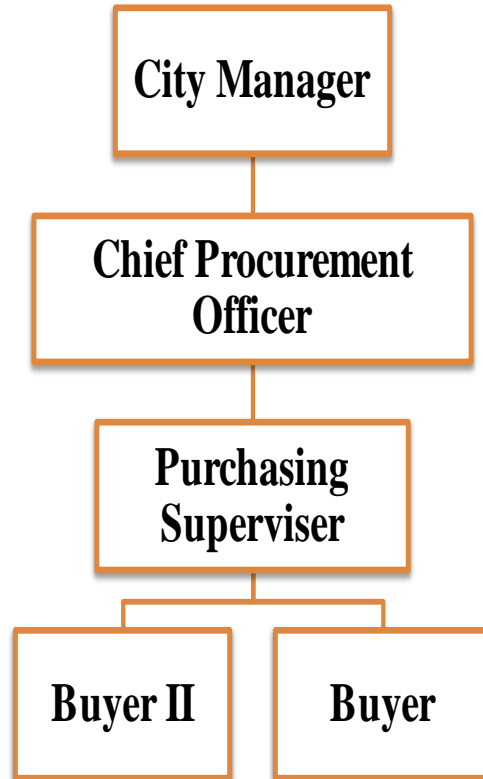 City Manager
Chief Procurement
Officer
Purchasing
Superviser
Buyer II
Buyer